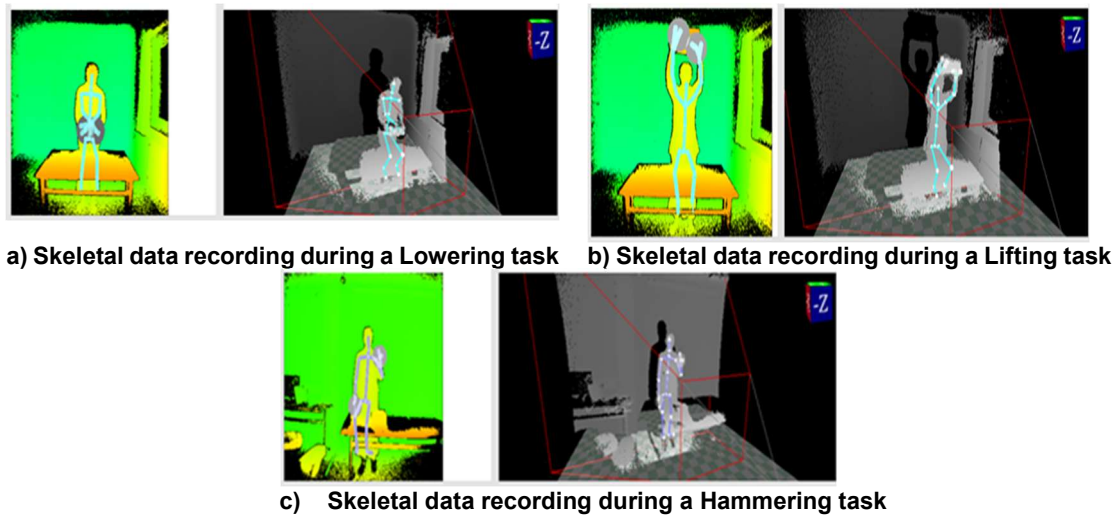 -Z
-Z
a) Skeletal data recording during a Lowering task
b) Skeletal data recording during a Lifting task
-Z
c) Skeletal data recording during a Hammering task